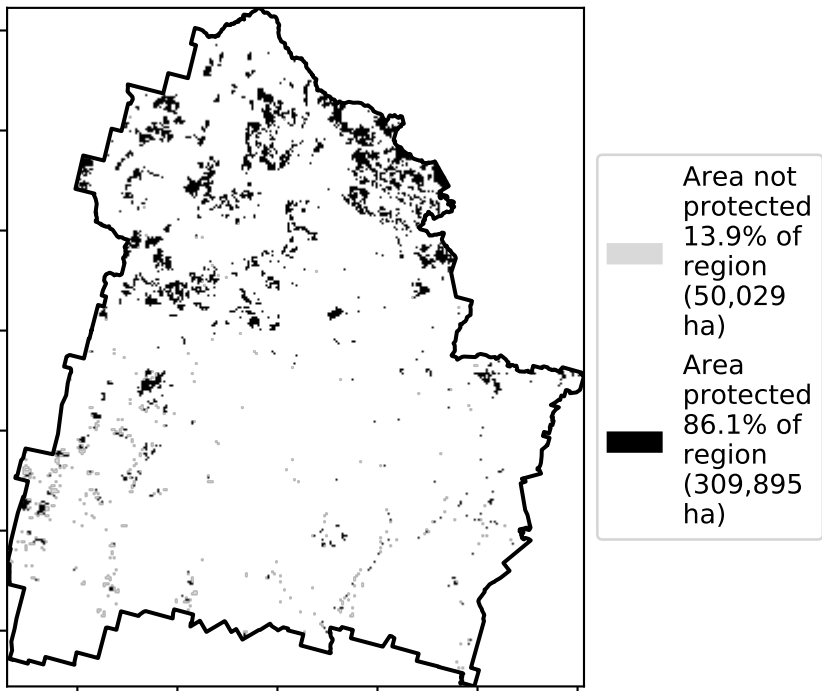 Area not
protected
13.9% of
region
(50,029
ha)
Area
protected
86.1% of
region
(309,895
ha)